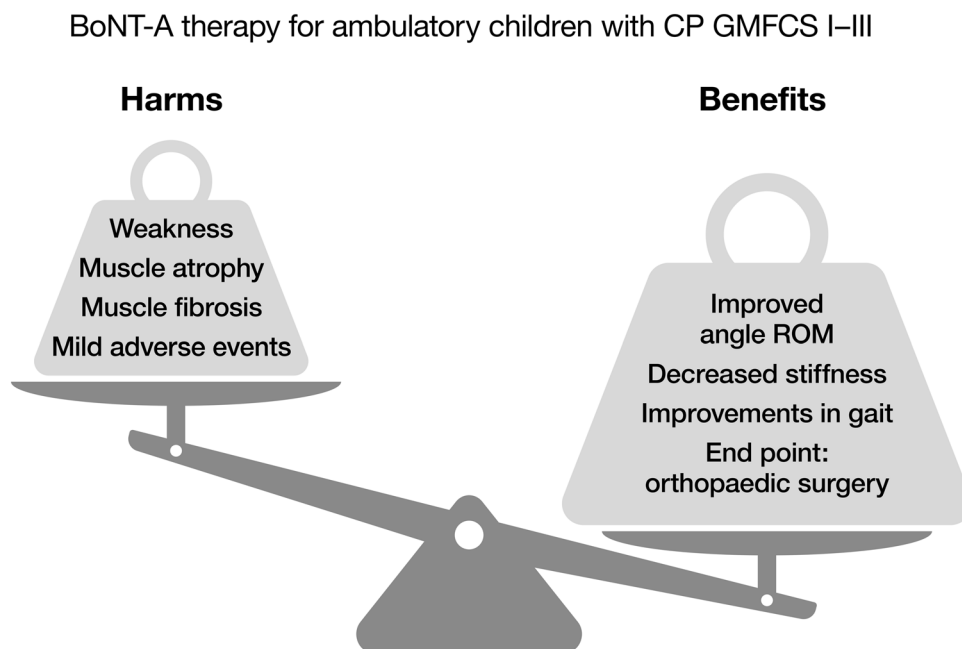 BoNT-A therapy for ambulatory children with CP GMFCS I–III
Harms
Benefits
Weakness
Muscle atrophy
Muscle fibrosis
Mild adverse events
Improved
angle ROM
Decreased stiffness
Improvements in gait
End point:
orthopaedic surgery